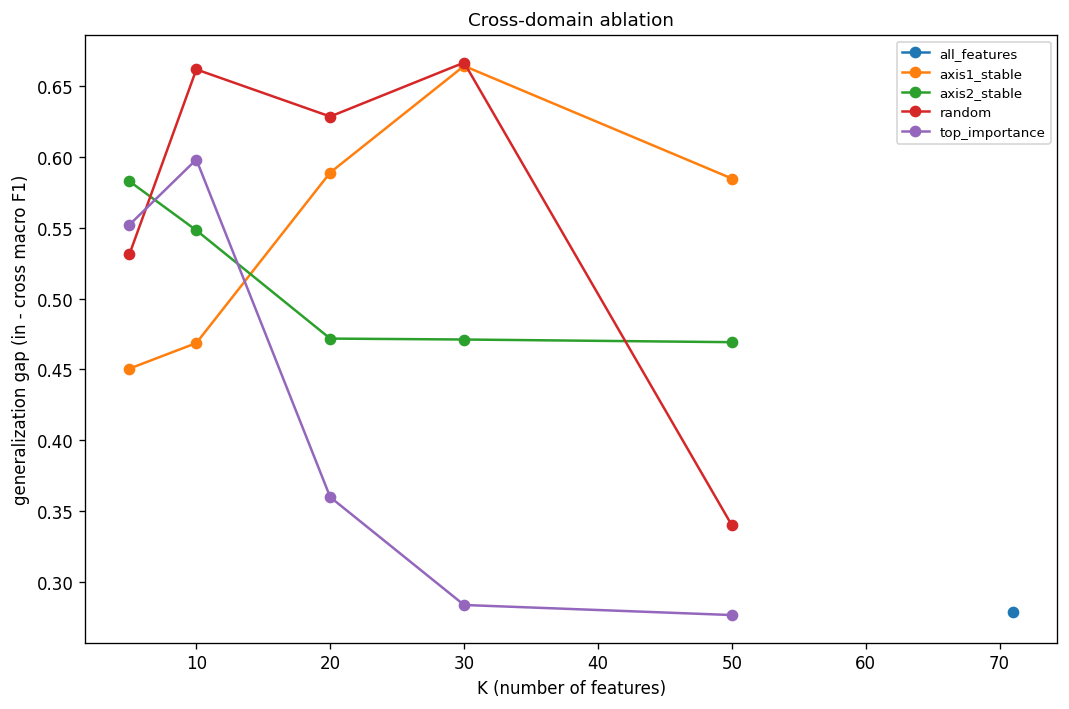 Cross-domain ablation
generalization gap (in - cross macro F1)
0.65
0.60
0.55
0.50
0.45
0.40
0.35
0.30
all_features
axis1_stable
axis2_stable
random
top_importance
10
20
30
40
50
60
70
K (number of features)